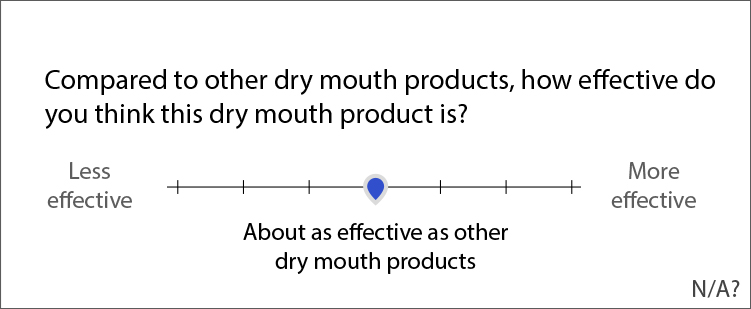 Compared to other dry mouth products, how effective do
you think this dry mouth product is?
Less
effective
More
effective
About as effective as other
dry mouth products
N/A?